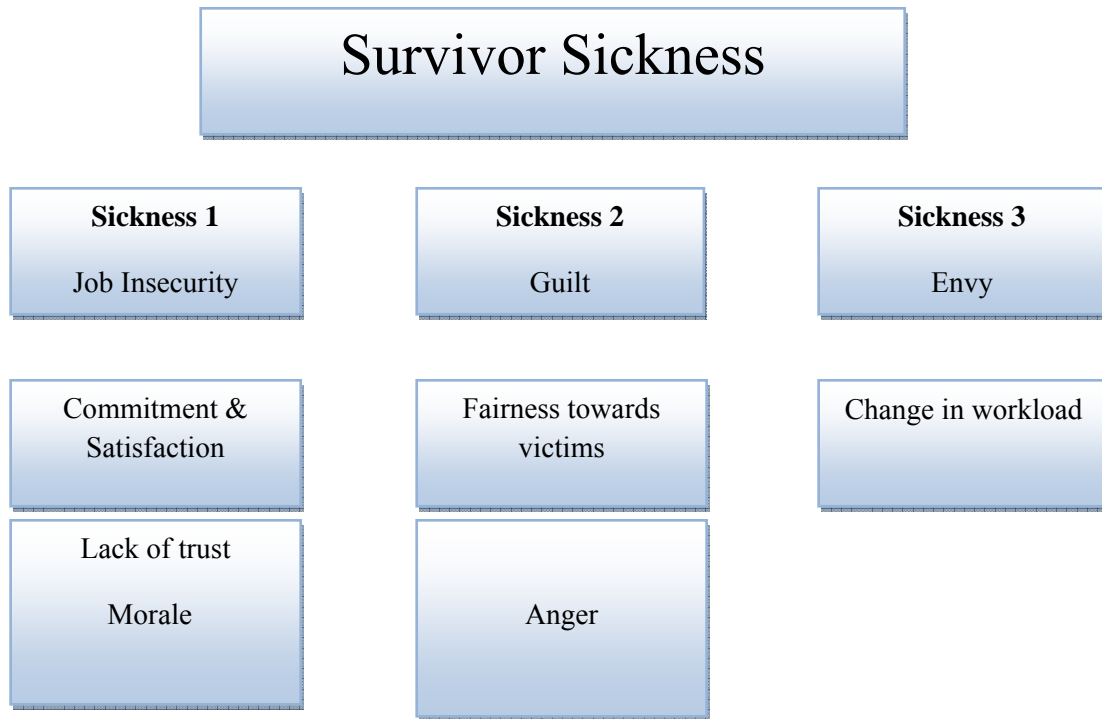 Survivor Sickness
Sickness 1
Job Insecurity
Sickness 2
Guilt
Sickness 3
Envy
Commitment &
Satisfaction
Fairness towards
victims
Change in workload
Lack of trust
Morale
Anger